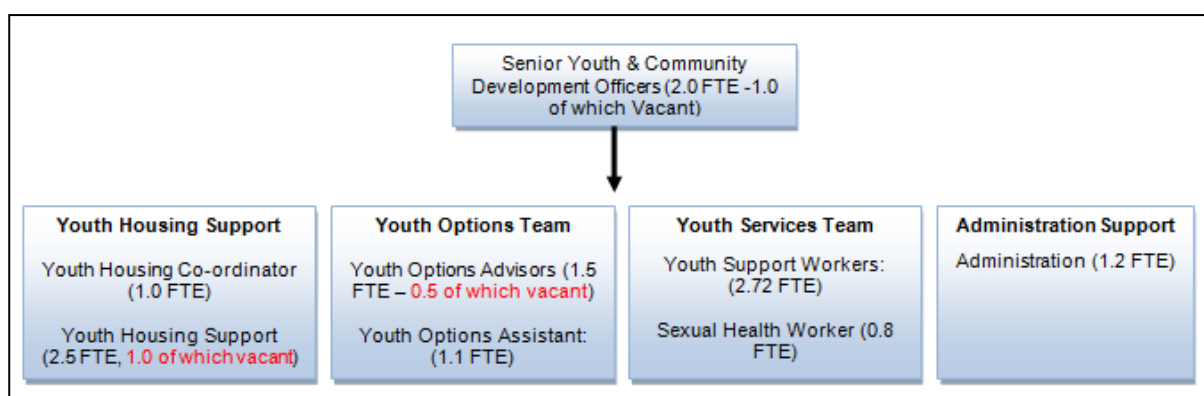 Senior Youth & Community
Development Officers (2.0 FTE -1.0
of which Vacant)
Youth Housing Support
Youth Housing Co-ordinator
(1.0 FTE)
Youth Housing Support
(2.5 FTE, 1.0 of which vacant)
Youth Options Team
Youth Options Advisors (1.5
FTE – 0.5 of which vacant)
Youth Options Assistant:
(1.1 FTE)
Youth Services Team
Youth Support Workers:
(2.72 FTE)
Sexual Health Worker (0.8
FTE)
Administration Support
Administration (1.2 FTE)